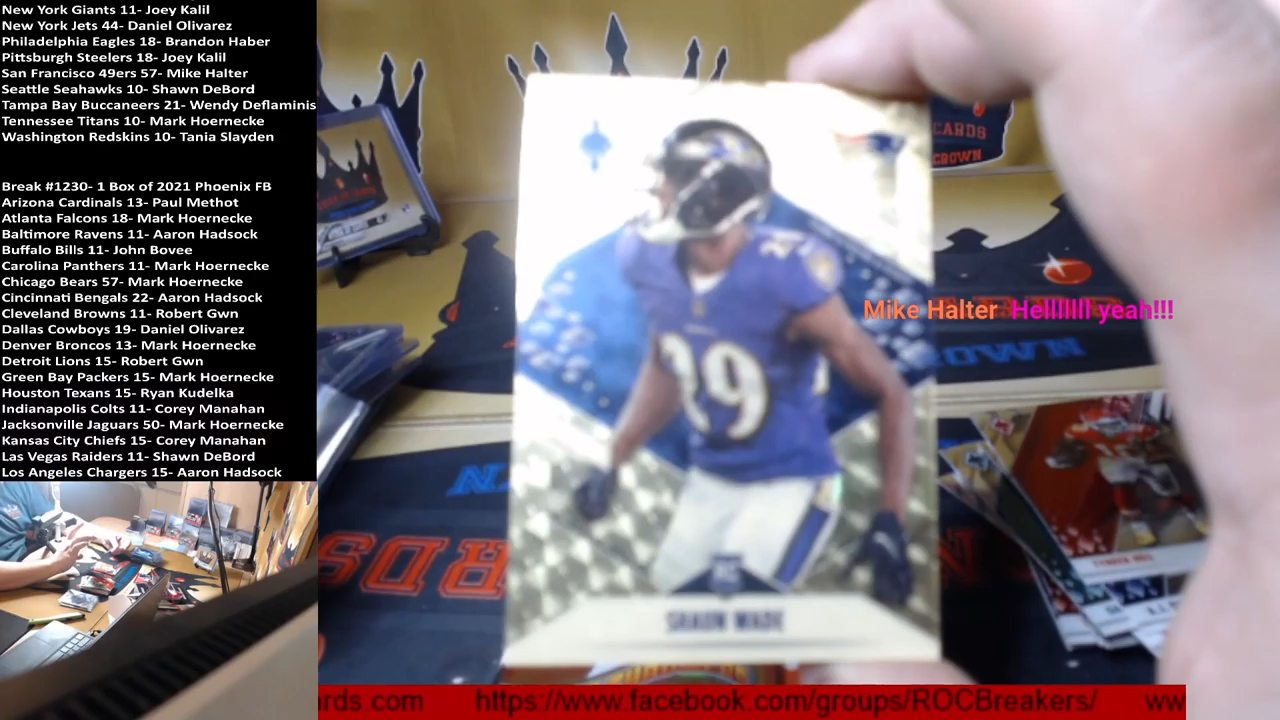 New York Giants 11- Joey Kalil
New York Jets 44- Daniel Olivarez
Philadelphia Eagles 18- Brandon Haber
Pittsburgh Steelers 18- Joey Kalil
San Francisco 49ers 57- Mike Halter
Seattle Seahawks 10- Shawn DeBord
Tampa Bay Buccaneers 21- Wendy Deflaminis
Tennessee Titans 10- Mark Hoernecke
Washington Redskins 10- Tania Slayden
Break #1230- 1 Box of 2021 Phoenix FB
Arizona Cardinals 13- Paul Methot
Atlanta Falcons 18- Mark Hoernecke
Baltimore Ravens 11- Aaron Hadsock
Buffalo Bills 11- John Bovee
Carolina Panthers 11- Mark Hoernecke
Chicago Bears 57- Mark Hoernecke
Cincinnati Bengals 22- Aaron Hadsock
Cleveland Browns 11- Robert Gwn
Dallas Cowboys 19- Daniel Olivarez
Denver Broncos 13- Mark Hoernecke
Detroit Lions 15- Robert Gwn
Green Bay Packers 15- Mark Hoernecke
Houston Texans 15- Ryan Kudelka
Indianapolis Colts 11- Corey Manahan
Jacksonville Jaguars 50- Mark Hoernecke
Kansas City Chiefs 15- Corey Manahan
Las Vegas Raiders 11- Shawn DeBord
Los Angeles Chargers 15- Aaron Hadsock
CARDS
CROWN
Mike Halter Helllllll yeah!!!
29
RC
SHAUN WADE
rds.com https://www.facebook.com/groups/ROCBreakers/ ww